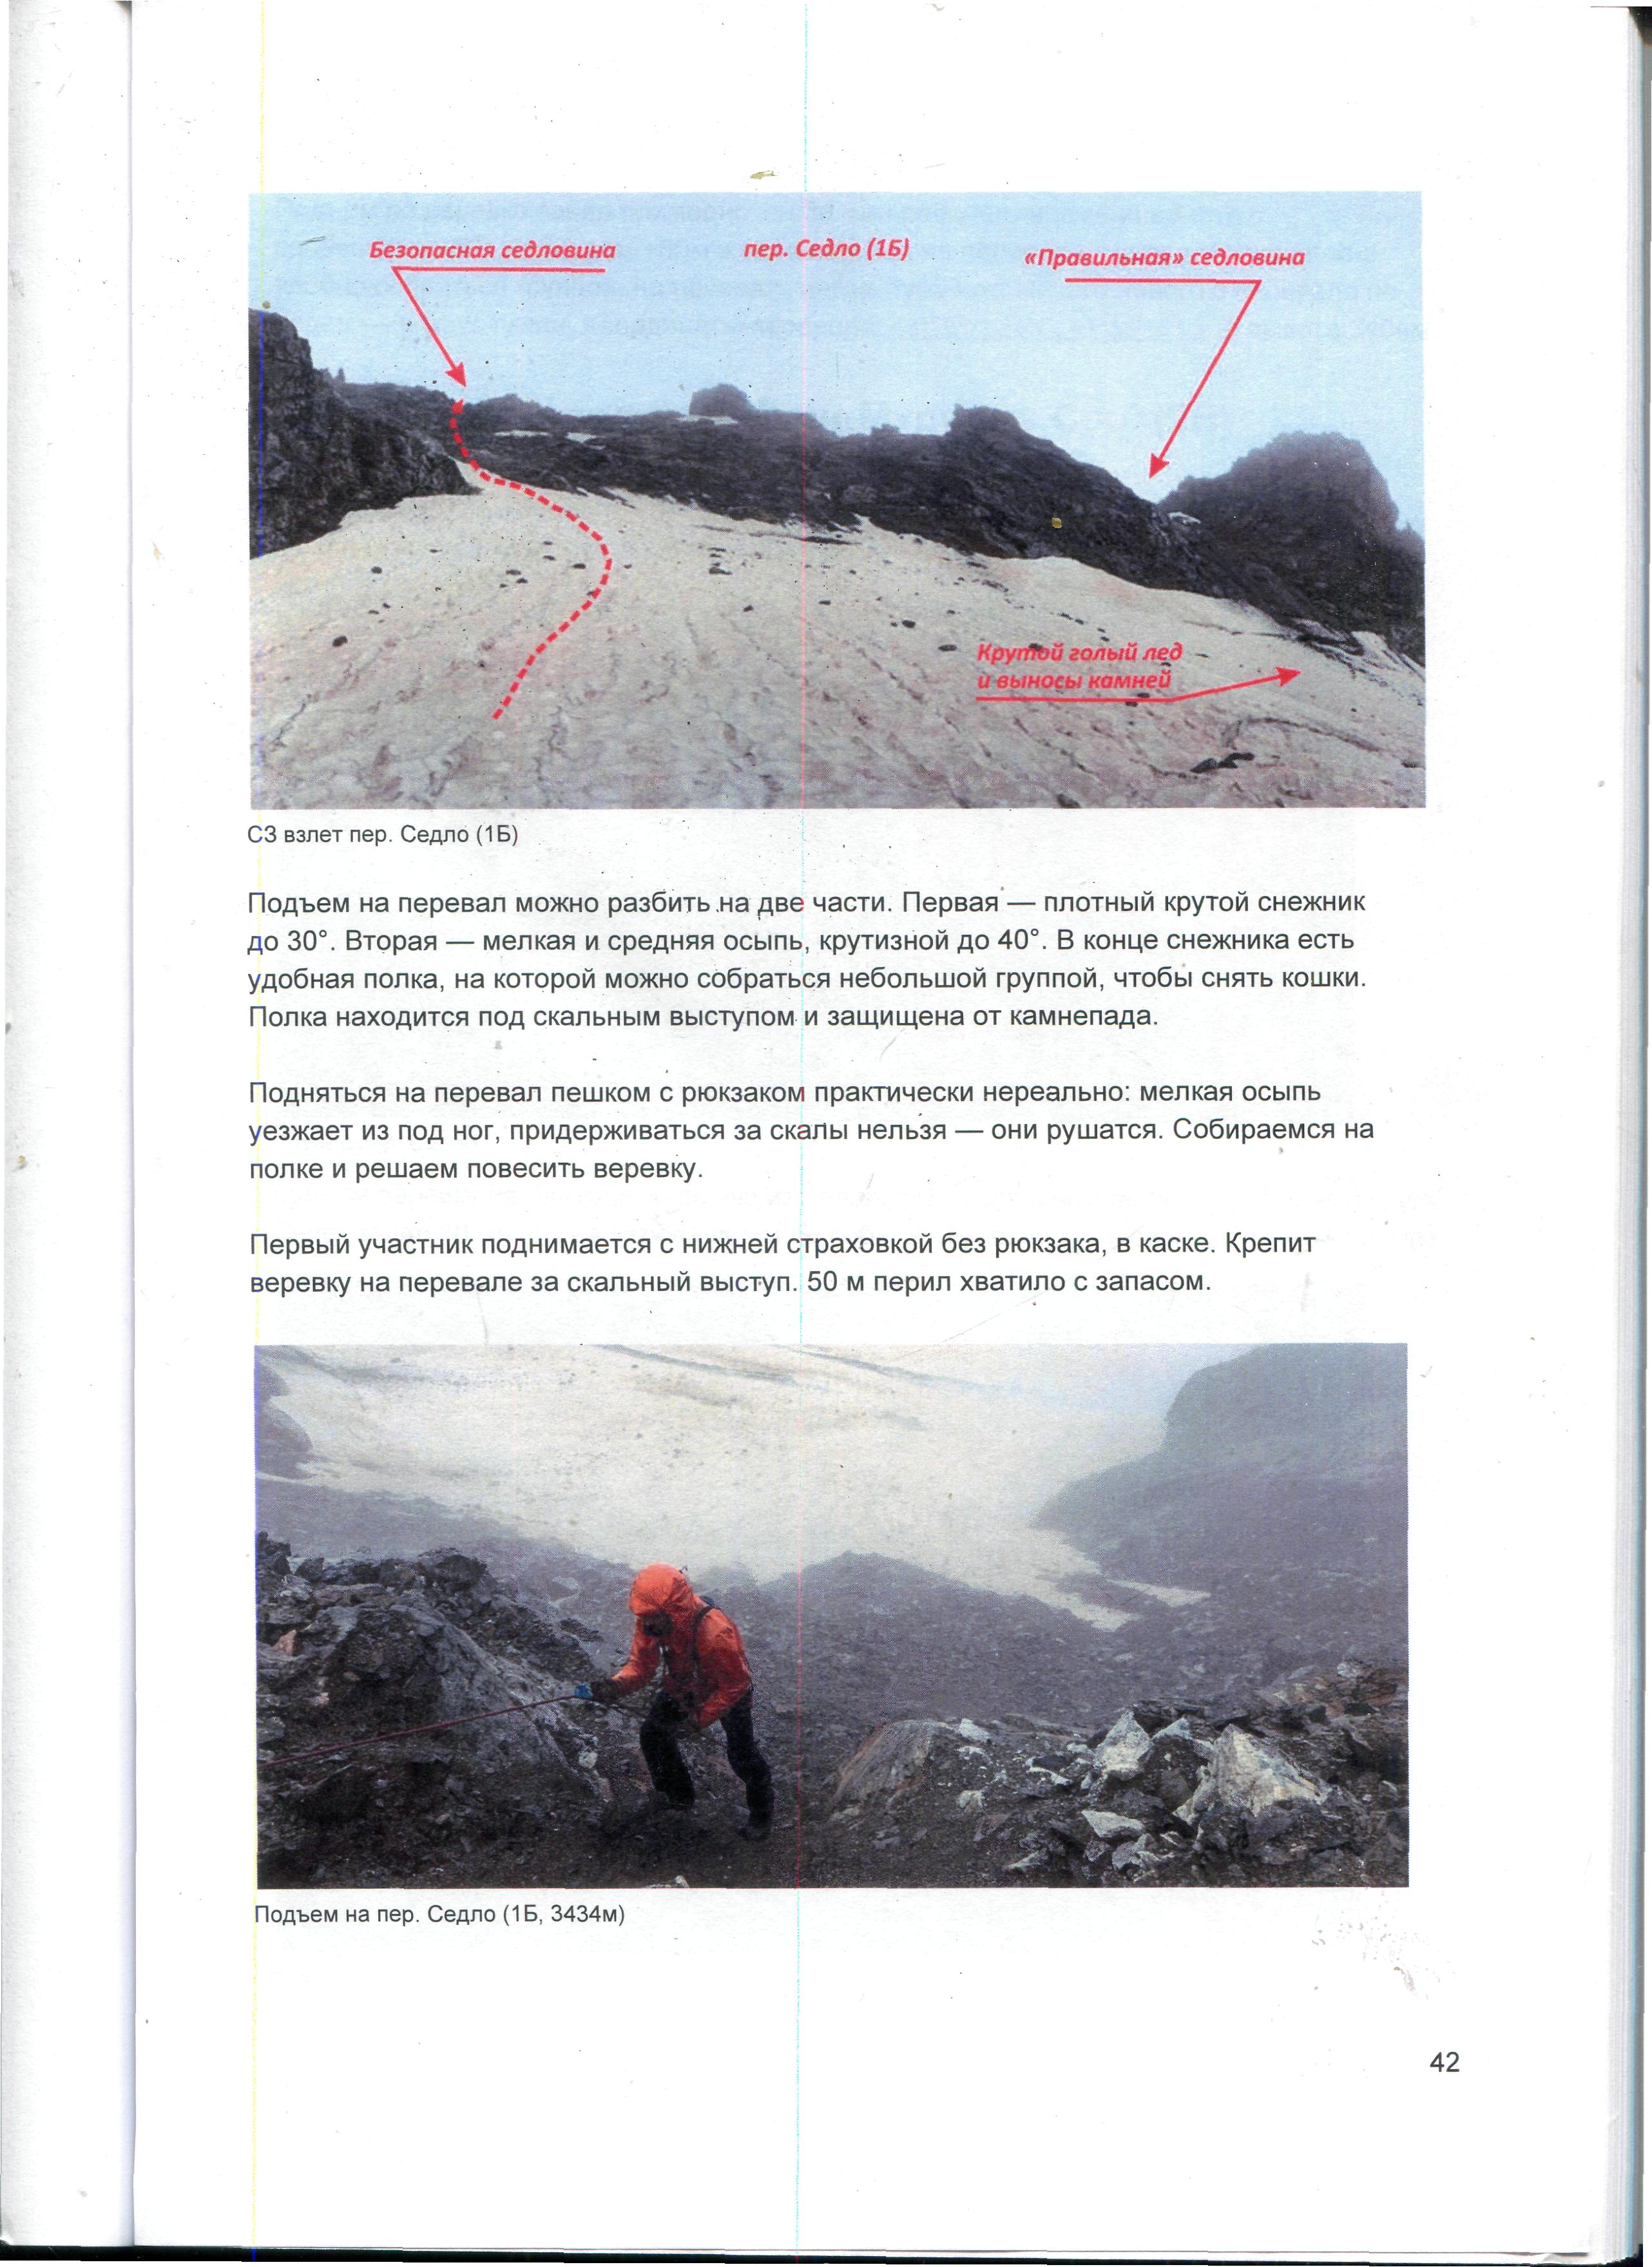 Безопасная седловина
пер. Седло (1Б)
«Правильная» седловина
Крутой голый лед
и выносы камней
СЗ взлет пер. Седло (1Б)
Подъем на перевал можно разбить на две части. Первая — плотный крутой снежник
до 30°. Вторая — мелкая и средняя осыпь, крутизной до 40°. В конце снежника есть
удобная полка, на которой можно собраться небольшой группой, чтобы снять кошки.
Полка находится под скальным выступом и защищена от камнепада.
Подняться на перевал пешком с рюкзаком практически нереально: мелкая осыпь
уезжает из под ног, придерживаться за скалы нельзя — они рушатся. Собираемся на
полке и решаем повесить веревку.
Первый участник поднимается с нижней страховкой без рюкзака, в каске. Крепит
веревку на перевале за скальный выступ. 50 м перил хватило с запасом.
Подъем на пер. Седло (1Б, 3434м)
42